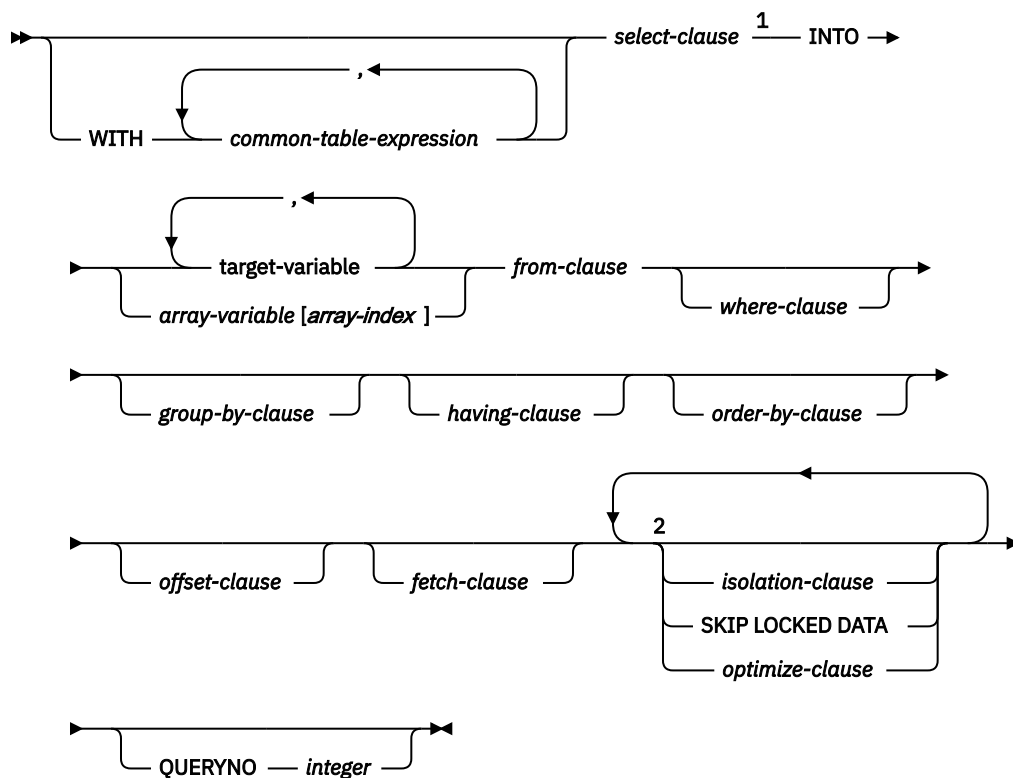 select-clause 1 INTO
,
WITH common-table-expression
,
target-variable from-clause
array-variable [array-index ] where-clause
group-by-clause having-clause order-by-clause
2
offset-clause fetch-clause isolation-clause
SKIP LOCKED DATA
optimize-clause
QUERYNO integer